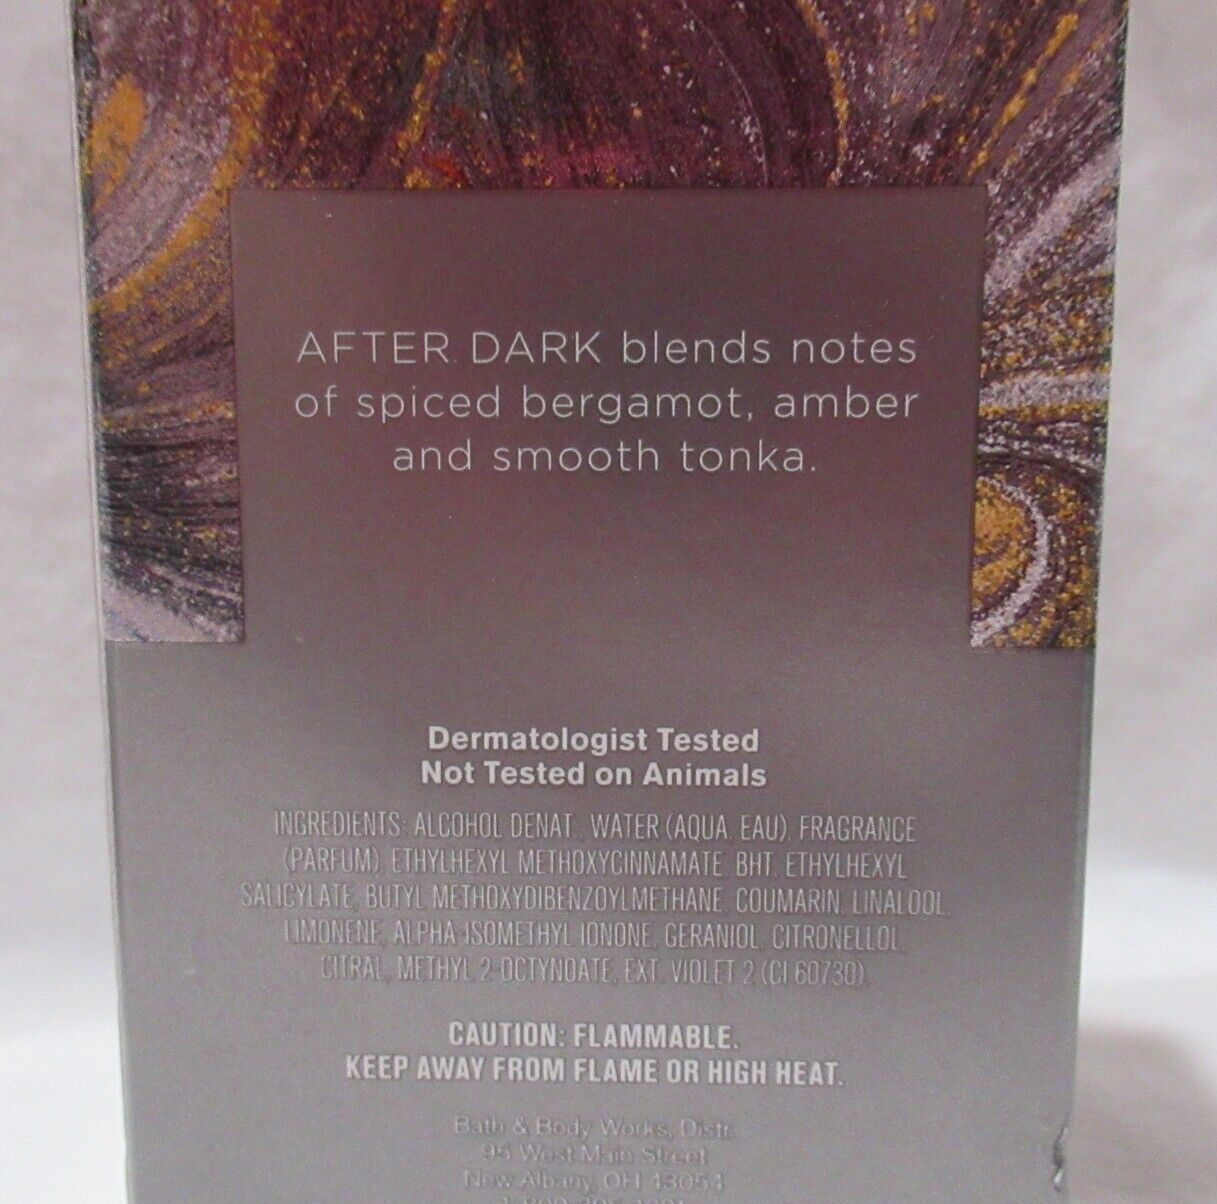 AFTER DARK blends notes
of spiced bergamot, amber
and smooth tonka.
Dermatologist Tested
Not Tested on Animals
INGREDIENTS: ALCOHOL DENAT., WATER (AQUA, EAU), FRAGRANCE
(PARFUM), ETHYLHEXYL METHOXYCINNAMATE, BHT, ETHYLHEXYL
SALICYLATE, BUTYL METHOXYDIBENZOYLMETHANE, COUMARIN, LINALOOL,
LIMONENE, ALPHA-ISOMETHYL IONONE, GERANIOL, CITRONELLOL,
CITRAL, METHYL 2-OCTYNOATE, EXT. VIOLET 2 (CI 60730).
CAUTION: FLAMMABLE.
KEEP AWAY FROM FLAME OR HIGH HEAT.
Bath & Body Works, Distr.
95 West Main Street
New Albany, OH 43054